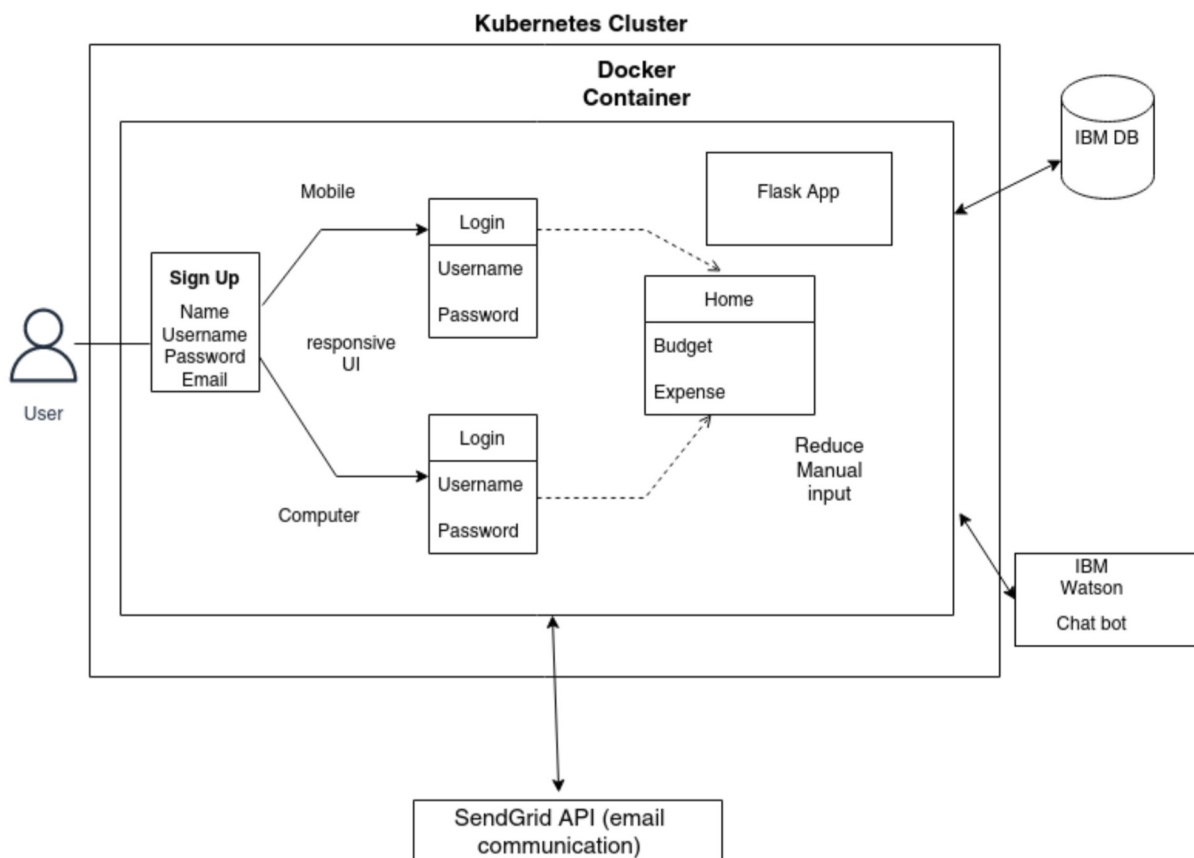 Kubernetes Cluster
Docker
Container
IBM DB
Flask App
Mobile
Login
Username
Password
Sign Up
Name
Username
Password
Email
responsive
UI
User
Home
Budget
Expense
Login
Username
Password
Computer
Reduce
Manual
input
IBM
Watson
Chat bot
SendGrid API (email
communication)